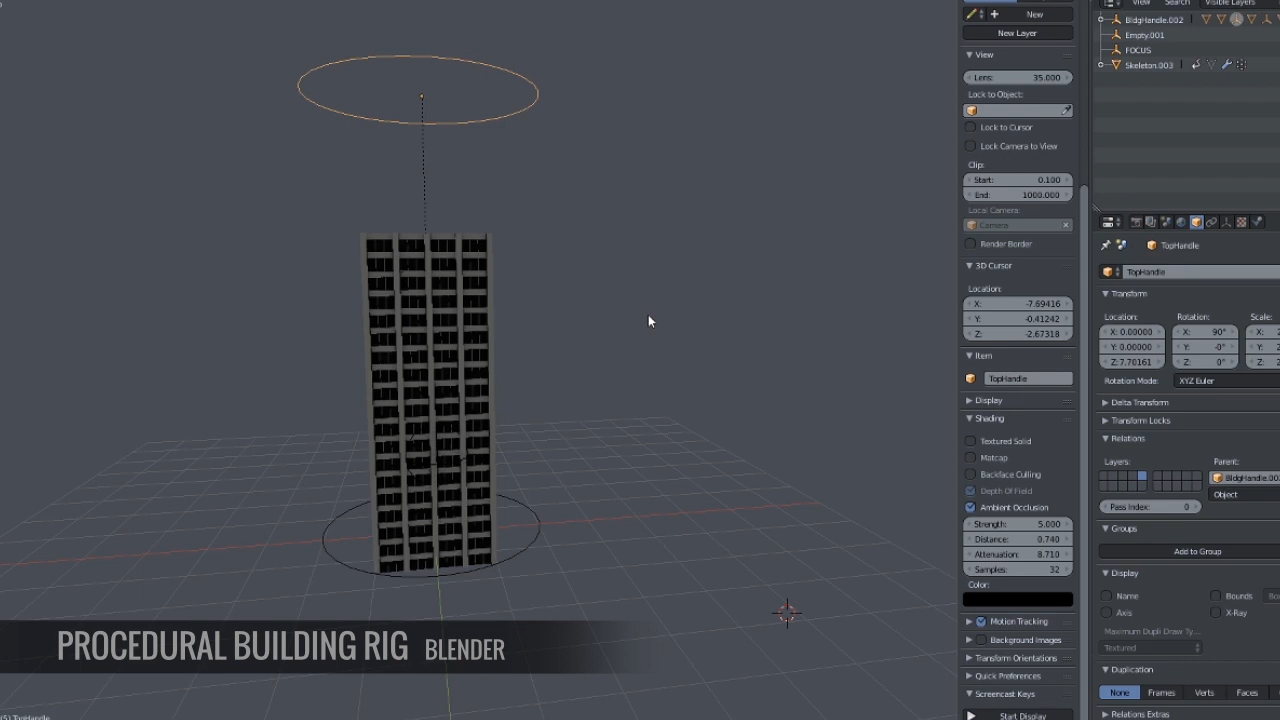 New
New Layer
View
Lens: 35.000
Lock to Object:
Lock to Cursor
Lock Camera to View
Clip:
Start: 0.100
End: 1000.000
Local Camera:
Camera
Render Border
3D Cursor
Location:
X: -7.69416
Y: -0.41242
Z: -2.67318
Item
TopHandle
Display
Shading
Textured Solid
Matcap
Backface Culling
Depth Of Field
Ambient Occlusion
Strength: 5.000
Distance: 0.740
Attenuation: 8.710
Samples: 32
Color:
Motion Tracking
Background Images
Transform Orientations
Quick Preferences
Screencast Keys
Start Display
View Search Visible Layers
BldgHandle.002
Empty.001
FOCUS
Skeleton.003
TopHandle
TopHandle
Transform
Location: Rotation: Scale:
X: 0.00000 X: 90° X:
Y: 0.00000 Y: -0° Y:
Z: 7.70161 Z: 0° Z:
Rotation Mode: XYZ Euler
Delta Transform
Transform Locks
Relations
Layers: Parent:
BldgHandle.002
Object
Pass Index: 0
Groups
Add to Group
Display
Name Bounds
Axis X-Ray
Maximum Dupli Draw Ty...
Textured
Duplication
None Frames Verts Faces
Relations Extras
PROCEDURAL BUILDING RIG BLENDER
(5) TopHandle